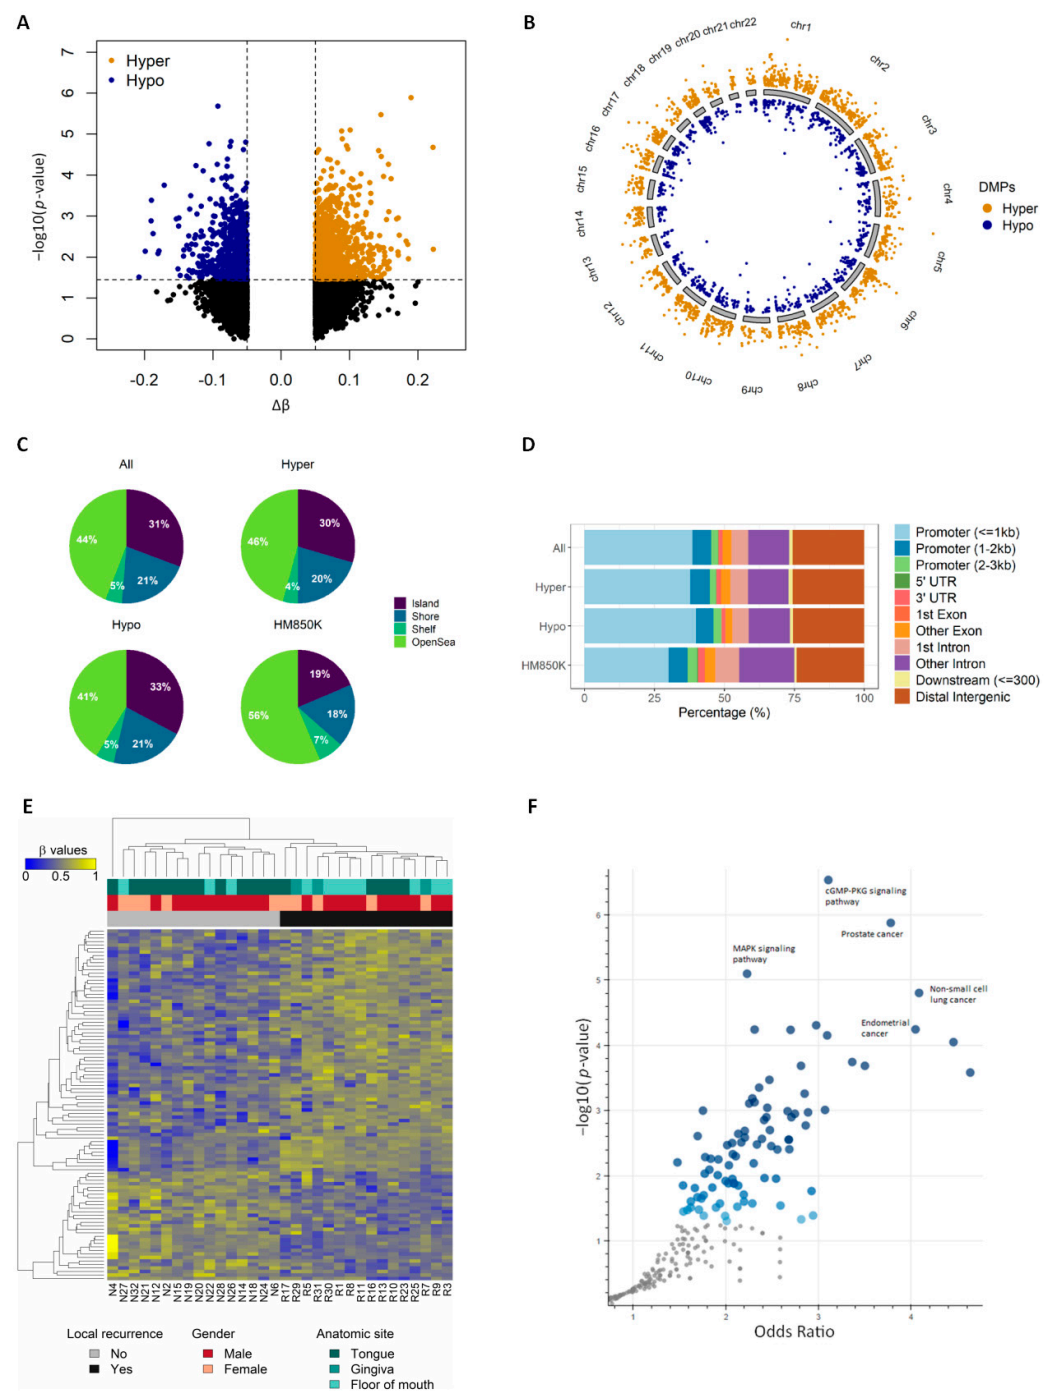 A
7
6
5
4
3
2
1
0
−log10(p-value)
Hyper
Hypo
-0.2
-0.1
0.0
0.1
0.2
Δβ
B
chr1
chr2
chr3
chr4
chr5
chr6
chr7
chr8
chr9
chr10
chr11
chr12
chr13
chr14
chr15
chr16
chr17
chr18
chr19
chr20
chr21
chr22
DMPs
Hyper
Hypo
C
All
31%
21%
5%
44%
Hyper
30%
20%
4%
46%
Hypo
33%
21%
5%
41%
HM850K
19%
18%
7%
56%
Island
Shore
Shelf
OpenSea
D
All
Hyper
Hypo
HM850K
0
25
50
75
100
Percentage (%)
Promoter (<=1kb)
Promoter (1-2kb)
Promoter (2-3kb)
5' UTR
3' UTR
1st Exon
Other Exon
1st Intron
Other Intron
Downstream (<=300)
Distal Intergenic
E
β values
0 0.5 1
N4
N27
N32
N21
N12
N2
N15
N19
N20
N22
N28
N26
N14
N18
N24
N6
R17
R29
R5
R31
R30
R1
R8
R11
R16
R13
R10
R23
R25
R7
R9
R3
Local recurrence
No
Yes
Gender
Male
Female
Anatomic site
Tongue
Gingiva
Floor of mouth
F
−log10(p-value)
6
5
4
3
2
1
cGMP-PKG signaling
pathway
Prostate cancer
MAPK signaling
pathway
Non-small cell
lung cancer
Endometrial
cancer
1
2
3
4
Odds Ratio